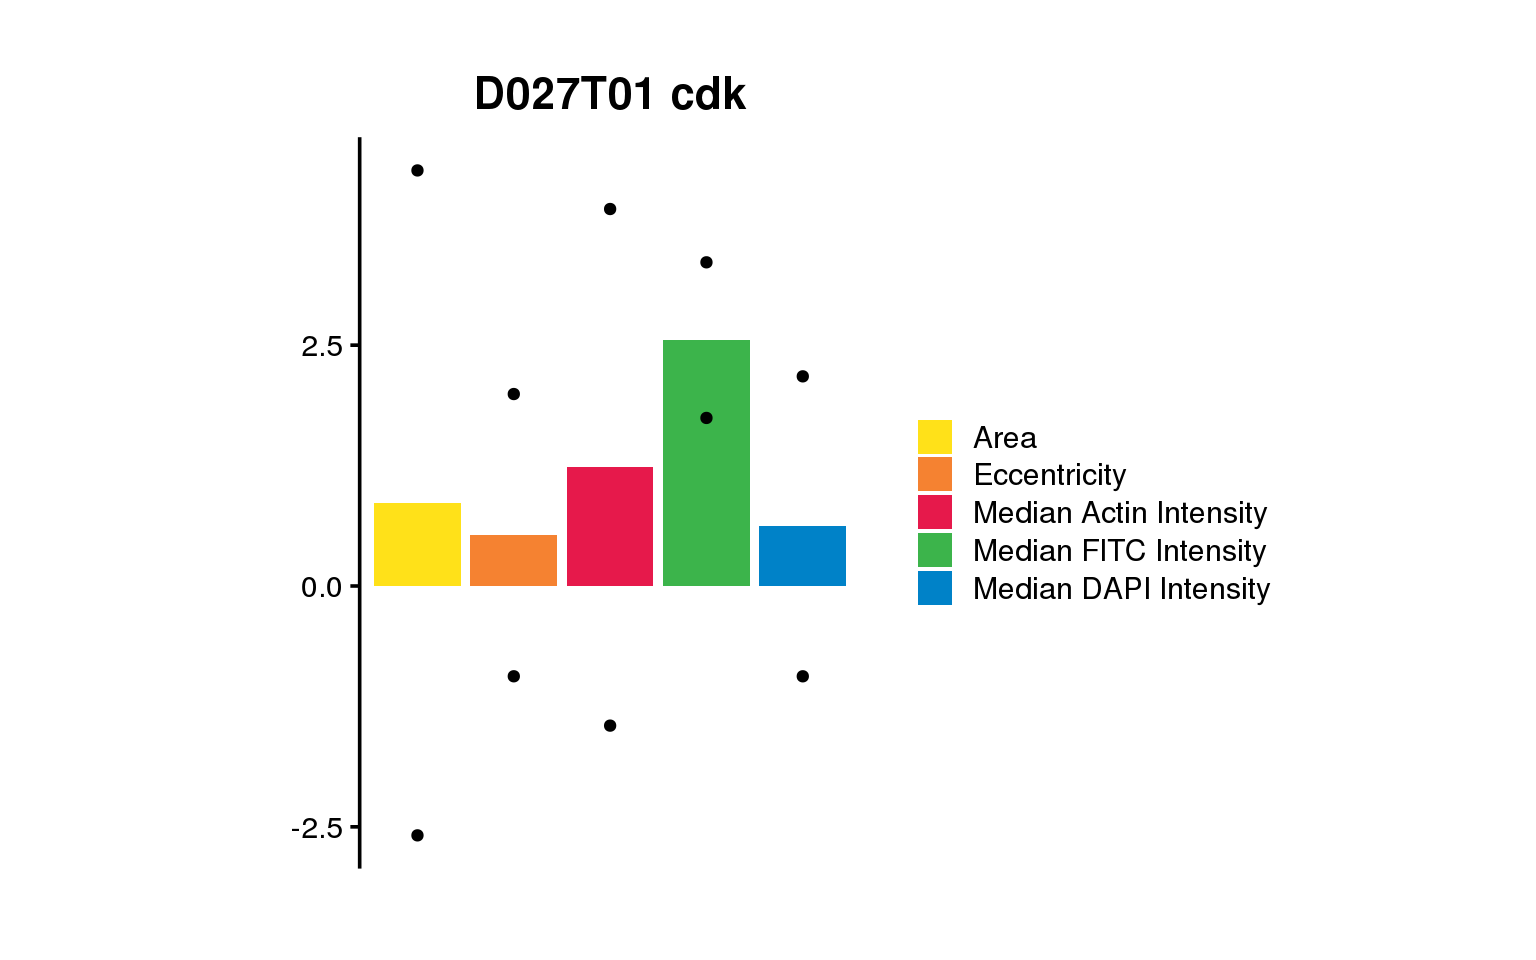 D027T01 cdk
2.5
0.0
-2.5
Area
Eccentricity
Median Actin Intensity
Median FITC Intensity
Median DAPI Intensity